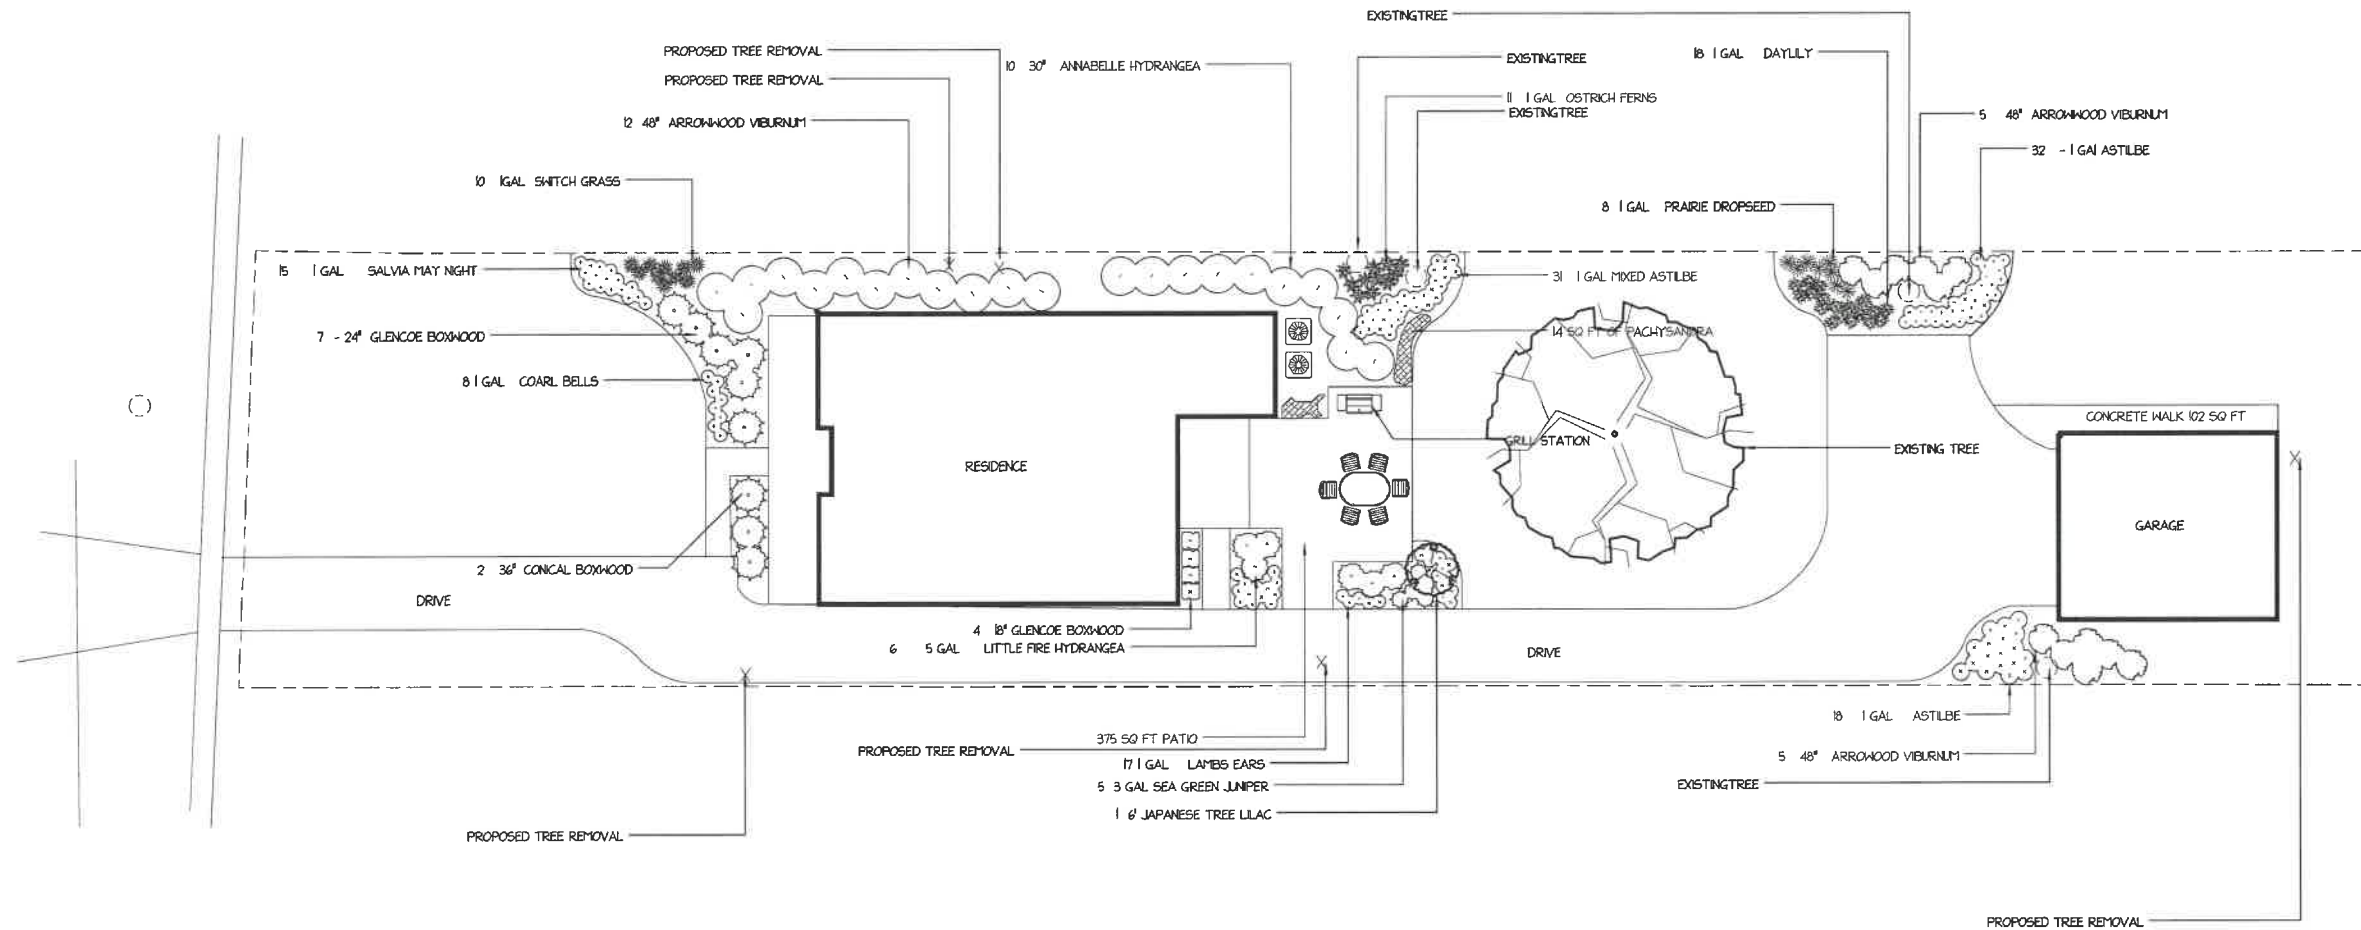 EXISTINGTREE
PROPOSED TREE REMOVAL
10 30" ANNABELLE HYDRANGEA
EXISTINGTREE
18 1 GAL DAYLILY
PROPOSED TREE REMOVAL
11 1 GAL OSTRICH FERNS
EXISTINGTREE
12 48" ARROWWOOD VIBURNUM
5 48" ARROWWOOD VIBURNUM
32 - 1 GAl ASTILBE
10 1GAL SWITCH GRASS
8 1 GAL PRAIRIE DROPSEED
15 1 GAL SALVIA MAY NIGHT
31 1 GAL MIXED ASTILBE
7 - 24" GLENCOE BOXWOOD
14 SQ FT OF PACHYSANDRA
8 1 GAL COARL BELLS
CONCRETE WALK 102 SQ FT
GRILL STATION
EXISTING TREE
RESIDENCE
GARAGE
2 36" CONICAL BOXWOOD
DRIVE
4 18" GLENCOE BOXWOOD
6 5 GAL LITTLE FIRE HYDRANGEA
DRIVE
18 1 GAL ASTILBE
375 SQ FT PATIO
PROPOSED TREE REMOVAL
17 1 GAL LAMBS EARS
5 48" ARROWOOD VIBURNUM
5 3 GAL SEA GREEN JUNIPER
EXISTINGTREE
1 6' JAPANESE TREE LILAC
PROPOSED TREE REMOVAL
PROPOSED TREE REMOVAL